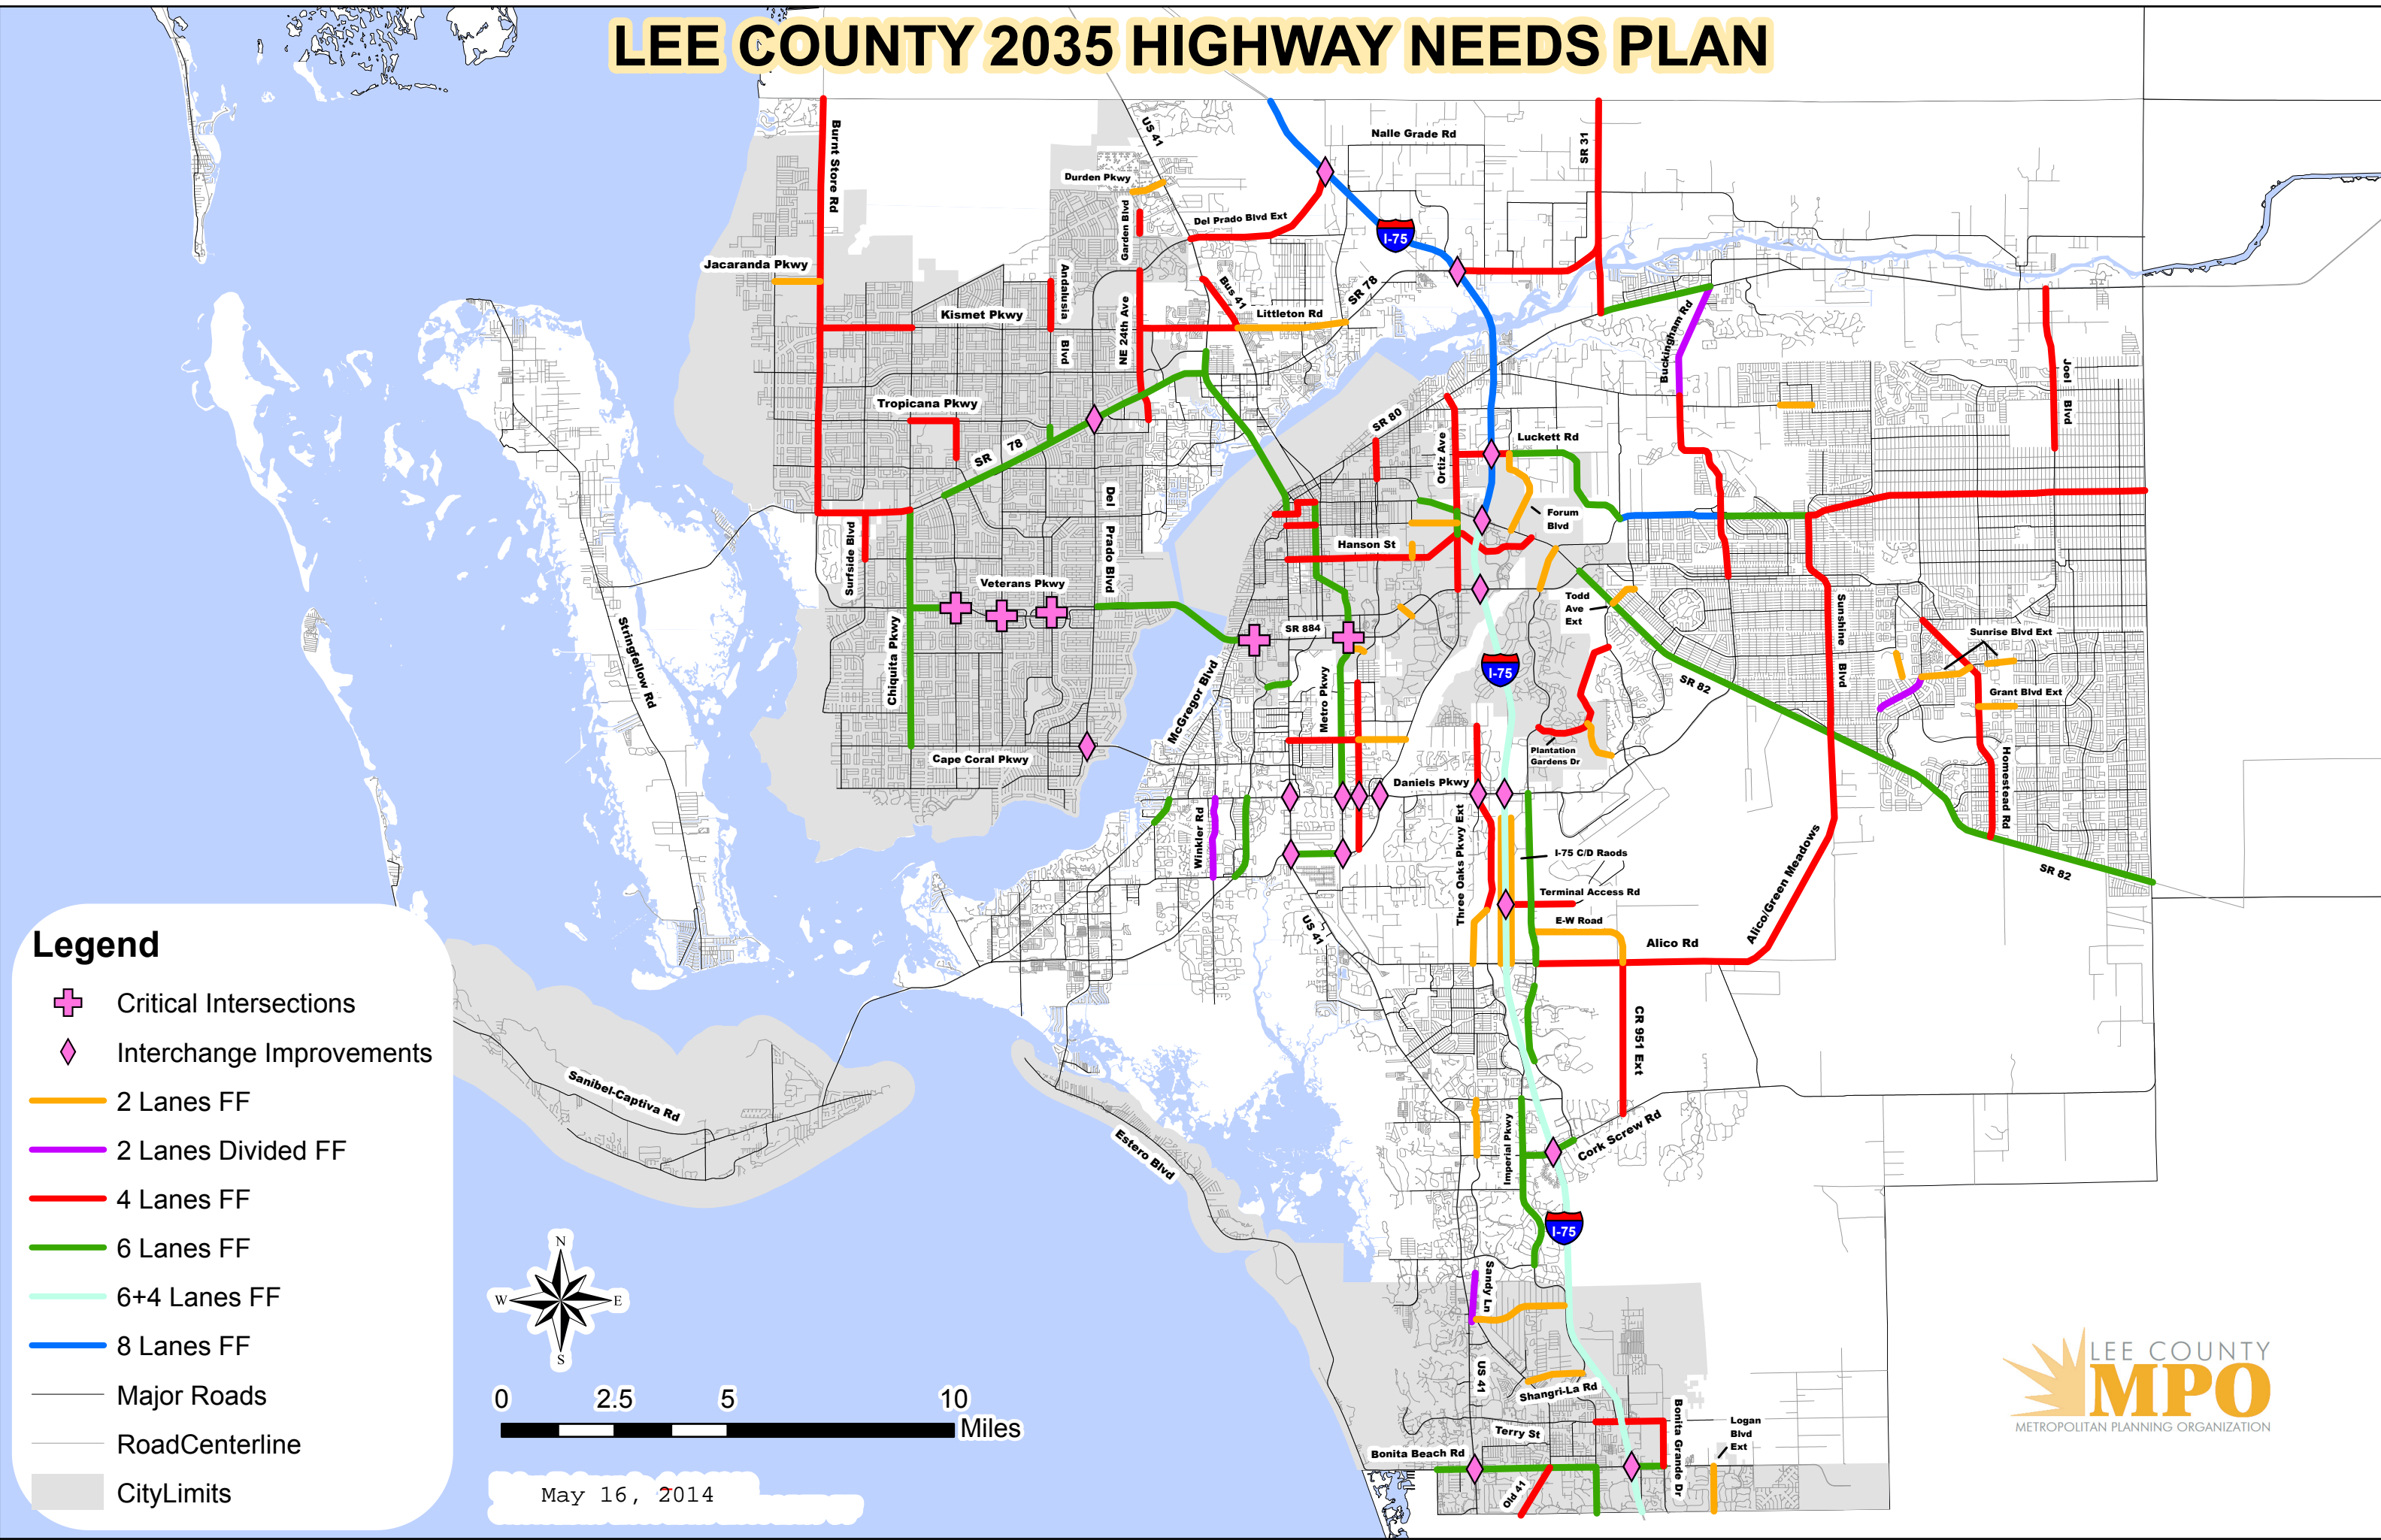 LEE COUNTY 2035 HIGHWAY NEEDS PLAN
Burnt Store Rd
US 41
Nalle Grade Rd
SR 31
Durden Pkwy
Garden Blvd
Del Prado Blvd Ext
I-75
Jacaranda Pkwy
Andalusia Blvd
Bus 41
SR 78
Kismet Pkwy
NE 24th Ave
Littleton Rd
Buckingham Rd
Joel Blvd
Tropicana Pkwy
SR 78
SR 80
Ortiz Ave
Luckett Rd
Del Prado Blvd
Forum
Blvd
Surfside Blvd
Hanson St
Veterans Pkwy
Todd
Ave
Ext
Stringfellow Rd
Chiquita Pkwy
SR 884
Sunshine Blvd
Sunrise Blvd Ext
I-75
McGregor Blvd
Metro Pkwy
SR 82
Grant Blvd Ext
Cape Coral Pkwy
Plantation
Gardens Dr
Homestead Rd
Daniels Pkwy
Winkler Rd
Three Oaks Pkwy Ext
I-75 C/D Raods
Alico/Green Meadows
SR 82
Terminal Access Rd
US 41
E-W Road
Alico Rd
CR 951 Ext
Sanibel-Captiva Rd
Estero Blvd
Imperial Pkwy
Cork Screw Rd
I-75
Sandy Ln
US 41
Shangri-La Rd
Terry St
Bonita Beach Rd
Bonita Grande Dr
Logan
Blvd
Ext
Old 41
Legend
Critical Intersections
Interchange Improvements
2 Lanes FF
2 Lanes Divided FF
4 Lanes FF
6 Lanes FF
6+4 Lanes FF
8 Lanes FF
Major Roads
RoadCenterline
CityLimits
N
W E
S
0 2.5 5 10
Miles
May 16, 2014
LEE COUNTY
MPO
METROPOLITAN PLANNING ORGANIZATION